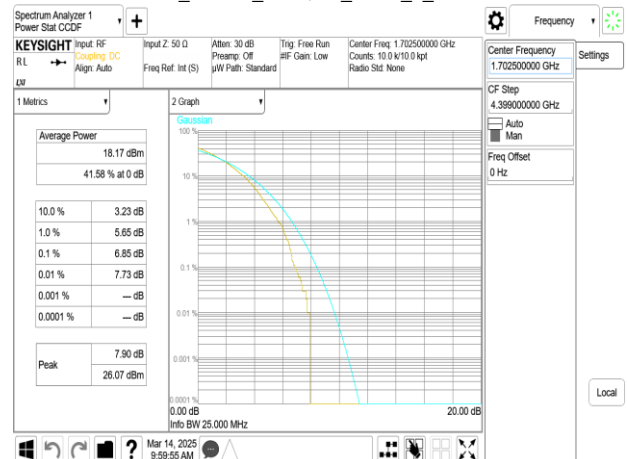 Spectrum Analyzer 1
Power Stat CCDF
Frequency
KEYSIGHT
RL
LXI
Input: RF
Coupling: DC
Align: Auto
Input Z: 50 Ω
Freq Ref: Int (S)
Atten: 30 dB
Preamp: Off
µW Path: Standard
Trig: Free Run
#IF Gain: Low
Center Freq: 1.702500000 GHz
Counts: 10.0 k/10.0 kpt
Radio Std: None
Center Frequency
1.702500000 GHz
Settings
CF Step
4.399000000 GHz
Auto
Man
Freq Offset
0 Hz
1 Metrics
2 Graph
Average Power
18.17 dBm
41.58 % at 0 dB
10.0 % 3.23 dB
1.0 % 5.65 dB
0.1 % 6.85 dB
0.01 % 7.73 dB
0.001 % --- dB
0.0001 % --- dB
Peak
7.90 dB
26.07 dBm
Gaussian
100 %
10 %
1 %
0.1 %
0.01 %
0.001 %
0.0001 %
0.00 dB 20.00 dB
Info BW 25.000 MHz
Local
?
Mar 14, 2025
9:59:55 AM